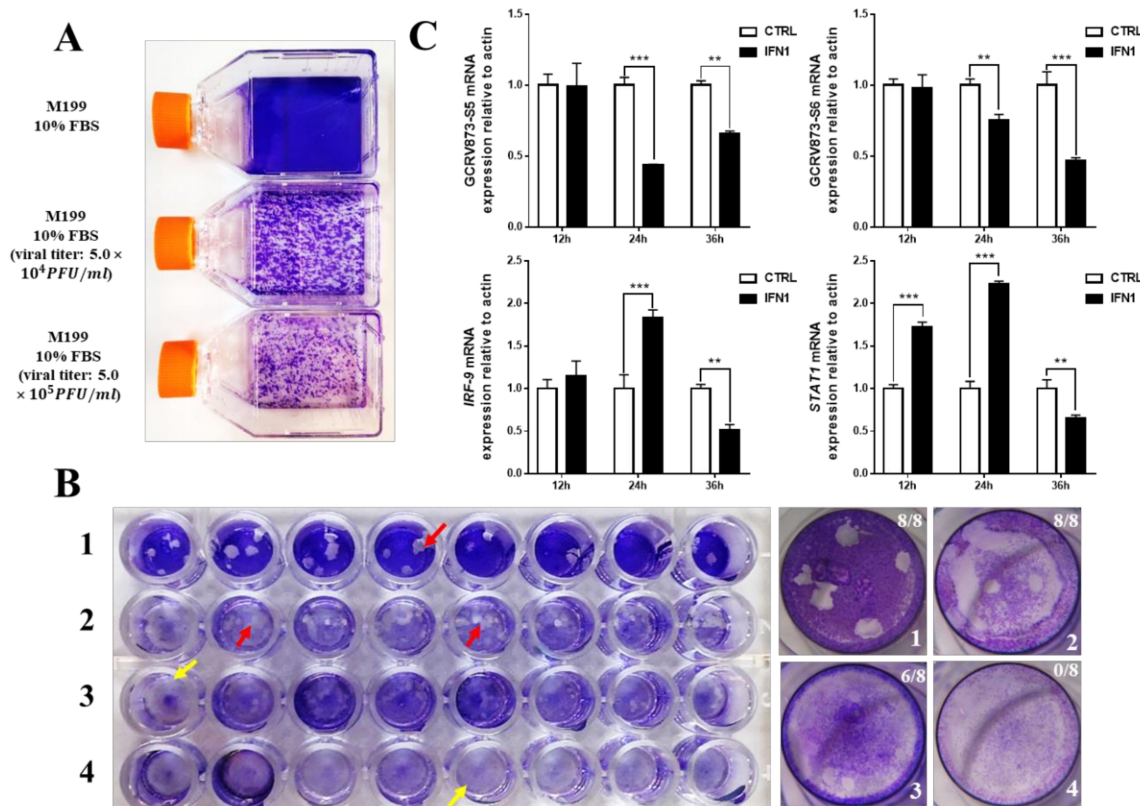 A
M199
10% FBS
M199
10% FBS
(viral titer: 5.0 ×
10⁴PFU/ml)
M199
10% FBS
(viral titer: 5.0
× 10⁵PFU/ml)
C
GCRV873-S5 mRNA
expression relative to actin
1.5
1.0
0.5
0.0
***
**
12h
24h
36h
CTRL
IFN1
GCRV873-S6 mRNA
expression relative to actin
1.5
1.0
0.5
0.0
**
***
12h
24h
36h
CTRL
IFN1
IRF-9 mRNA
expression relative to actin
2.5
2.0
1.5
1.0
0.5
0.0
***
**
12h
24h
36h
CTRL
IFN1
STAT1 mRNA
expression relative to actin
2.5
2.0
1.5
1.0
0.5
0.0
***
***
**
12h
24h
36h
CTRL
IFN1
B
1
2
3
4
8/8
1
8/8
2
6/8
3
0/8
4